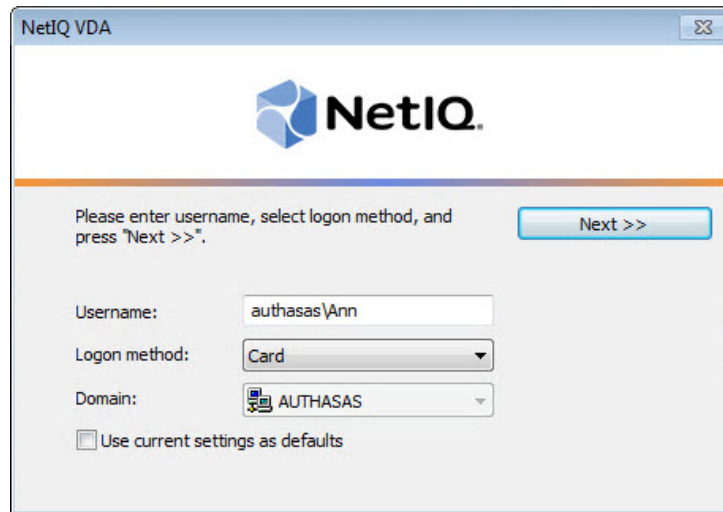 NetIQ VDA
NetIQ.
Please enter username, select logon method, and
press "Next >>".
Next >>
Username:
authasas\Ann
Logon method:
Card
Domain:
AUTHASAS
Use current settings as defaults